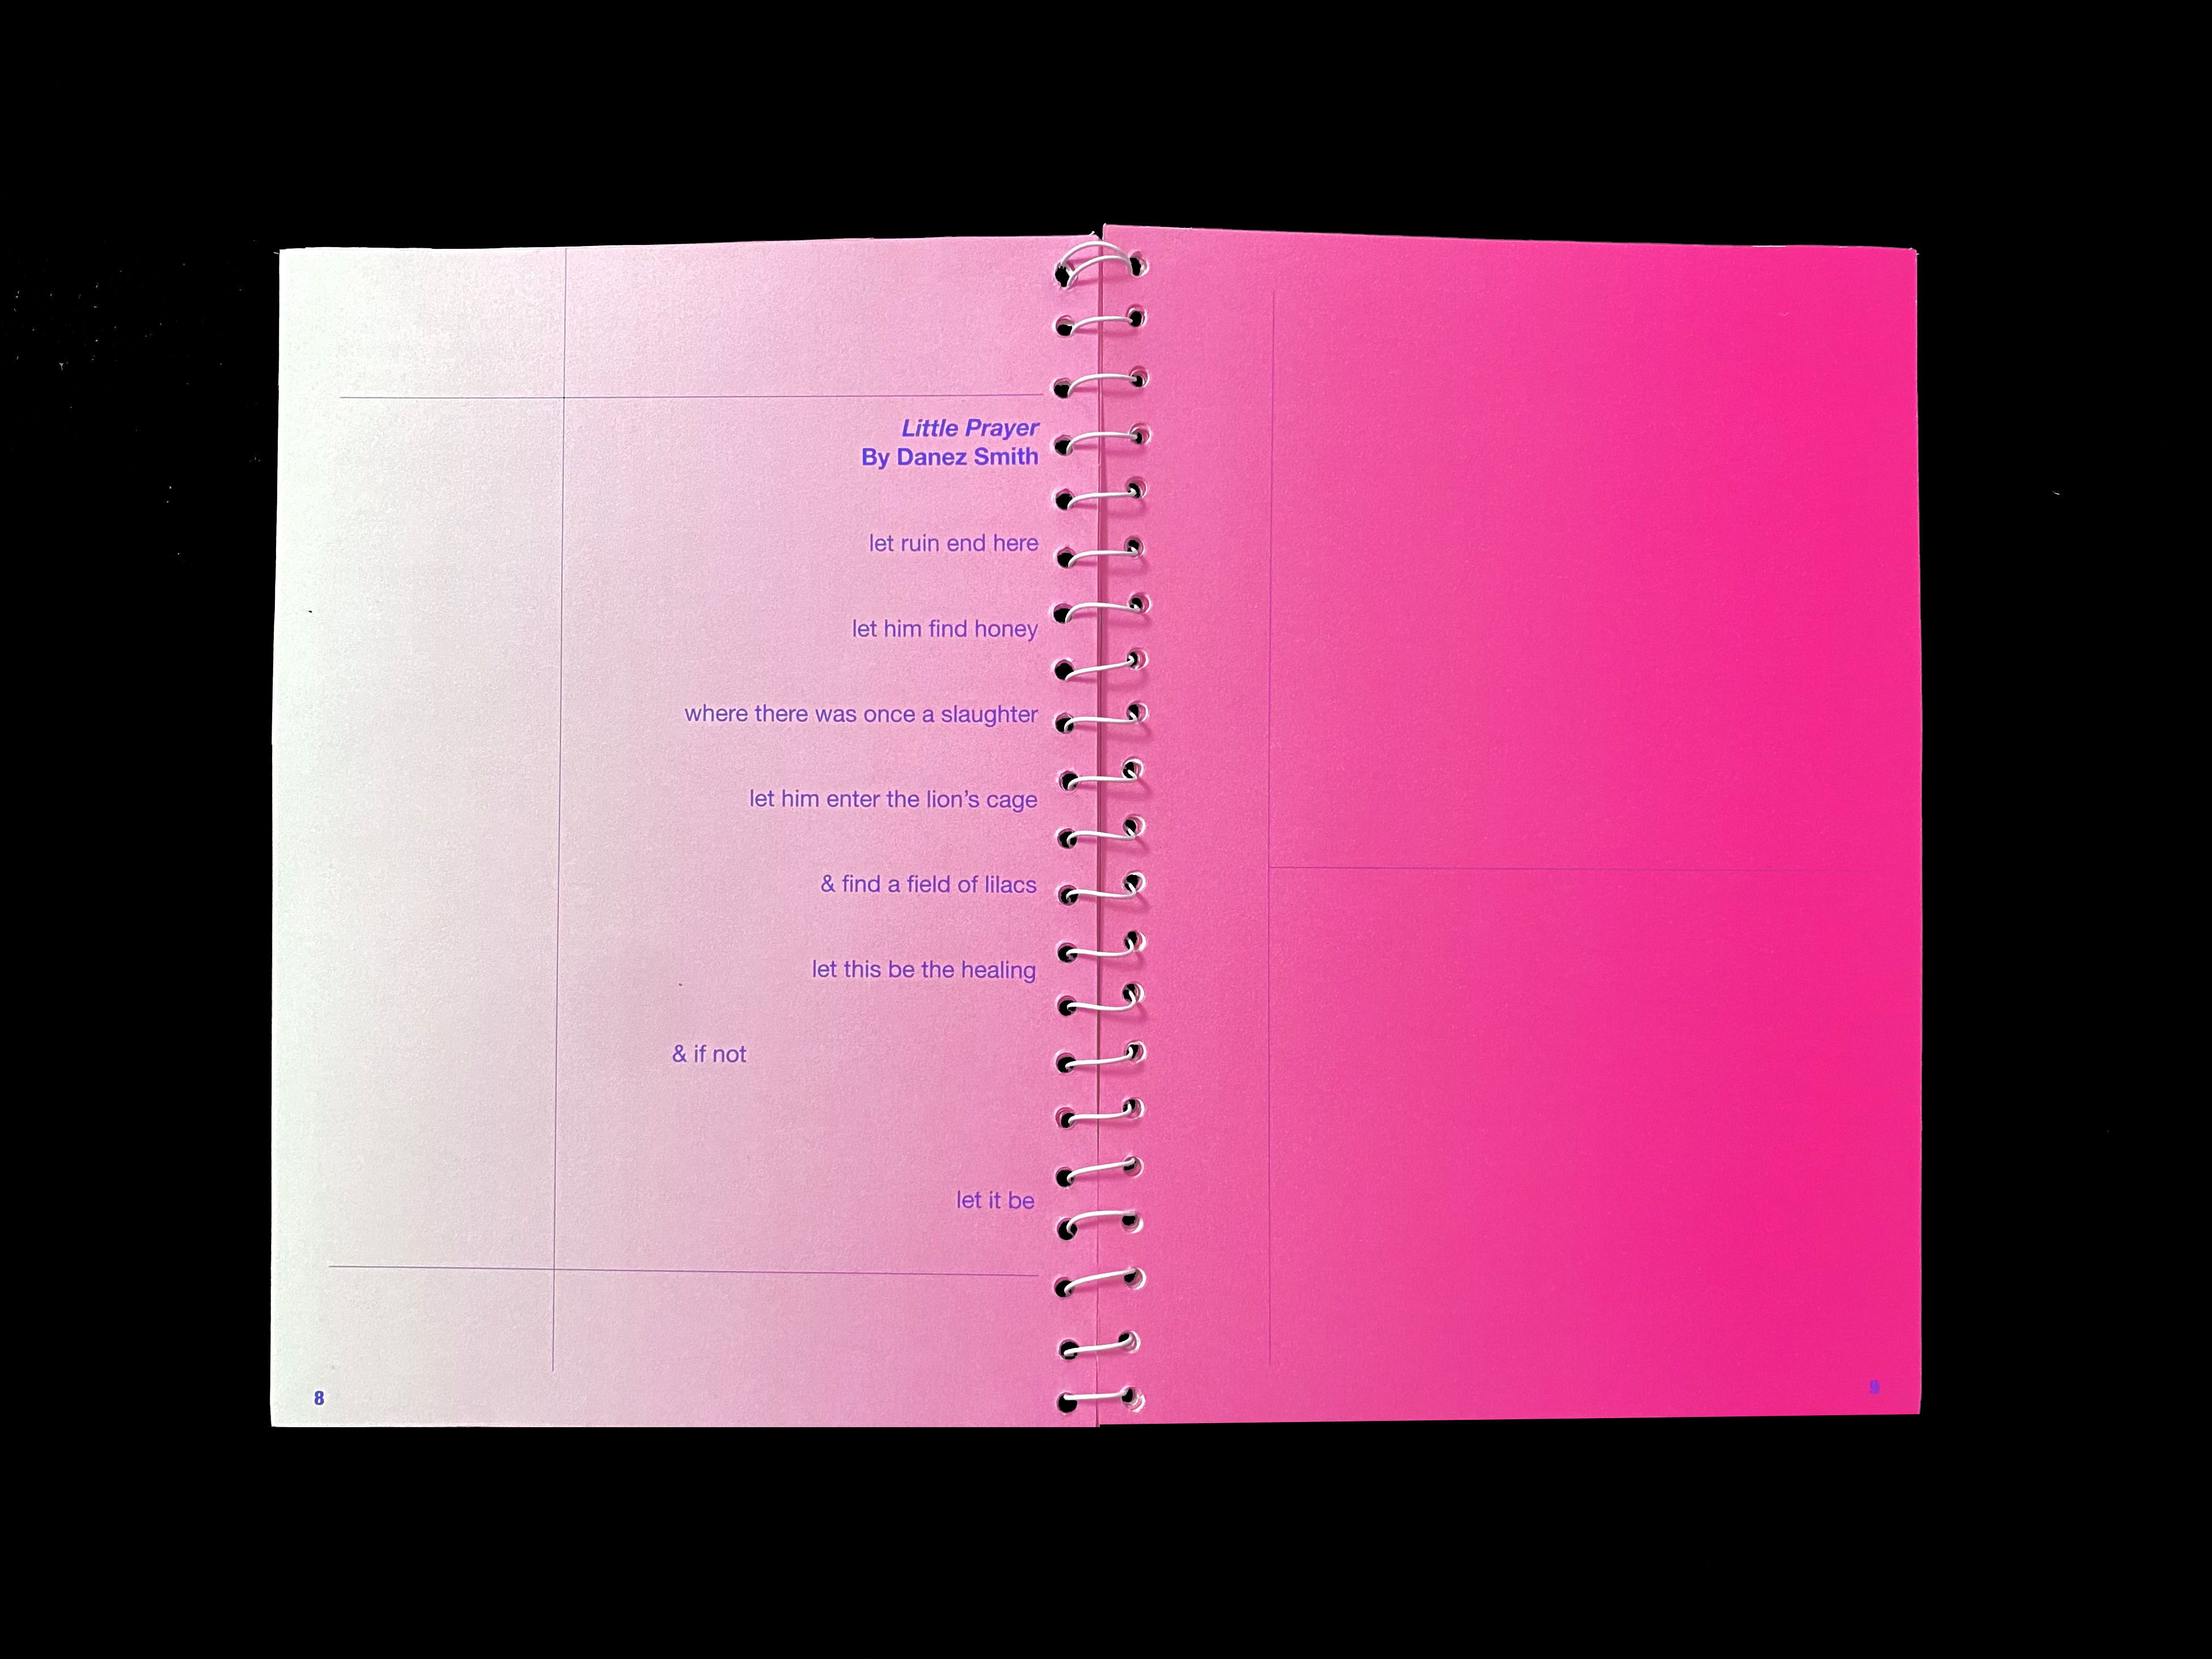 Little Prayer
By Danez Smith
let ruin end here
let him find honey
where there was once a slaughter
let him enter the lion’s cage
& find a field of lilacs
let this be the healing
& if not
let it be
8
9